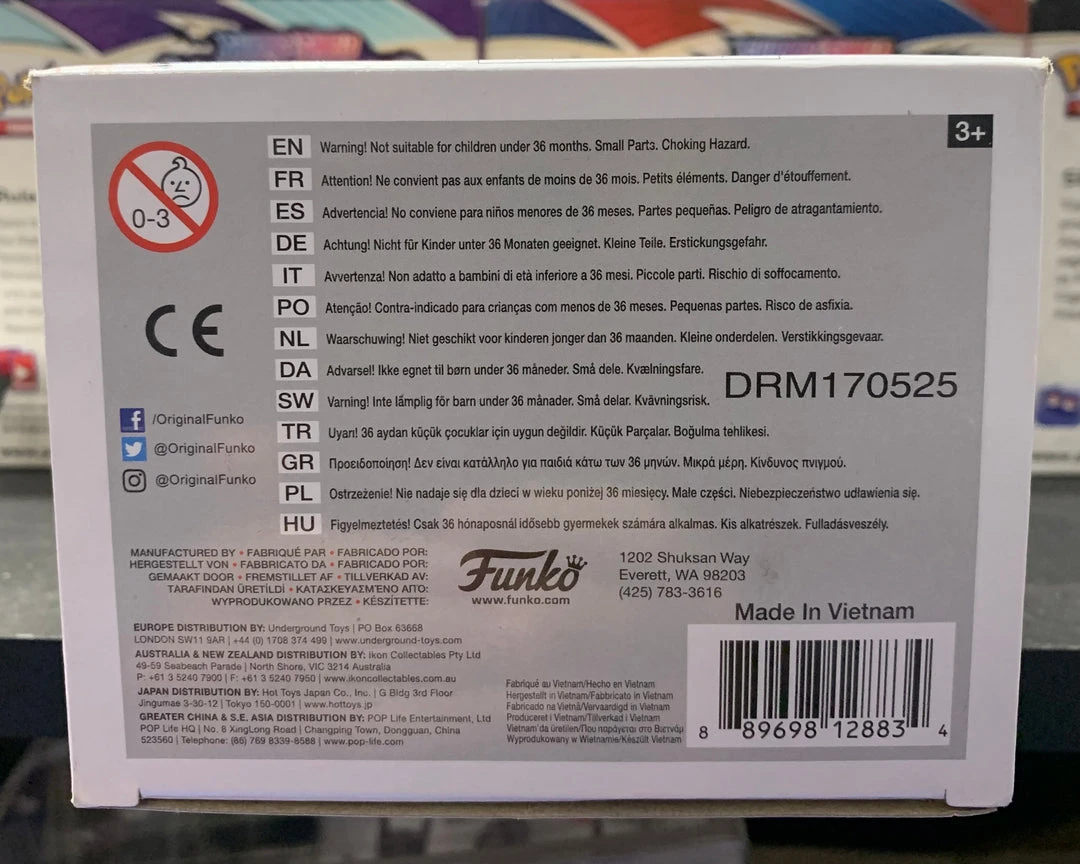 3+
0-3
EN Warning! Not suitable for children under 36 months. Small Parts. Choking Hazard.
FR Attention! Ne convient pas aux enfants de moins de 36 mois. Petits éléments. Danger d'étouffement.
ES Advertencia! No conviene para niños menores de 36 meses. Partes pequeñas. Peligro de atragantamiento.
DE Achtung! Nicht für Kinder unter 36 Monaten geeignet. Kleine Teile. Erstickungsgefahr.
IT Avvertenza! Non adatto a bambini di età inferiore a 36 mesi. Piccole parti. Rischio di soffocamento.
PO Atenção! Contra-indicado para crianças com menos de 36 meses. Pequenas partes. Risco de asfixia.
NL Waarschuwing! Niet geschikt voor kinderen jonger dan 36 maanden. Kleine onderdelen. Verstikkingsgevaar.
DA Advarsel! Ikke egnet til børn under 36 måneder. Små dele. Kvælningsfare.
SW Varning! Inte lämplig för barn under 36 månader. Små delar. Kvävningsrisk.
TR Uyarı! 36 aydan küçük çocuklar için uygun değildir. Küçük Parçalar. Boğulma tehlikesi.
GR Προειδοποίηση! Δεν είναι κατάλληλο για παιδιά κάτω των 36 μηνών. Μικρά μέρη. Κίνδυνος πνιγμού.
PL Ostrzeżenie! Nie nadaje się dla dzieci w wieku poniżej 36 miesięcy. Małe części. Niebezpieczeństwo udławienia się.
HU Figyelmeztetés! Csak 36 hónaposnál idősebb gyermekek számára alkalmas. Kis alkatrészek. Fulladásveszély.
CE
DRM170525
/OriginalFunko
@OriginalFunko
@OriginalFunko
MANUFACTURED BY • FABRIQUÉ PAR • FABRICADO POR:
HERGESTELLT VON • FABBRICATO DA • FABRICADO POR:
GEMAAKT DOOR • FREMSTILLET AF • TILLVERKAD AV:
TARAFINDAN ÜRETİLDİ • ΚΑΤΑΣΚΕΥΑΣΜΈΝΟ ΑΠΌ:
WYPRODUKOWANO PRZEZ • KÉSZÍTETTE:
Funko
www.funko.com
1202 Shuksan Way
Everett, WA 98203
(425) 783-3616
Made In Vietnam
EUROPE DISTRIBUTION BY: Underground Toys | PO Box 63668
LONDON SW11 9AR | +44 (0) 1708 374 499 | www.underground-toys.com
AUSTRALIA & NEW ZEALAND DISTRIBUTION BY: Ikon Collectables Pty Ltd
49-59 Seabeach Parade | North Shore, VIC 3214 Australia
P: +61 3 5240 7900 | F: +61 3 5240 7950 | www.ikoncollectables.com.au
JAPAN DISTRIBUTION BY: Hot Toys Japan Co., Inc. | G Bldg 3rd Floor
Jingumae 3-30-12 | Tokyo 150-0001 | www.hottoys.jp
GREATER CHINA & S.E. ASIA DISTRIBUTION BY: POP Life Entertainment, Ltd
POP Life HQ | No. 8 XingLong Road | Changping Town, Dongguan, China
523560 | Telephone: (86) 769 8339-8588 | www.pop-life.com
Fabriqué au Vietnam/Hecho en Vietnam
Hergestellt in Vietnam/Fabbricato in Vietnam
Fabricado na Vietnã/Vervaardigd in Vietnam
Produceret i Vietnam/Tillverkad i Vietnam
Vietnam'da üretilen/Που παράγεται στο Βιετνάμ
Wyprodukowany w Wietnamie/Készült Vietnam
8 89698 12883 4